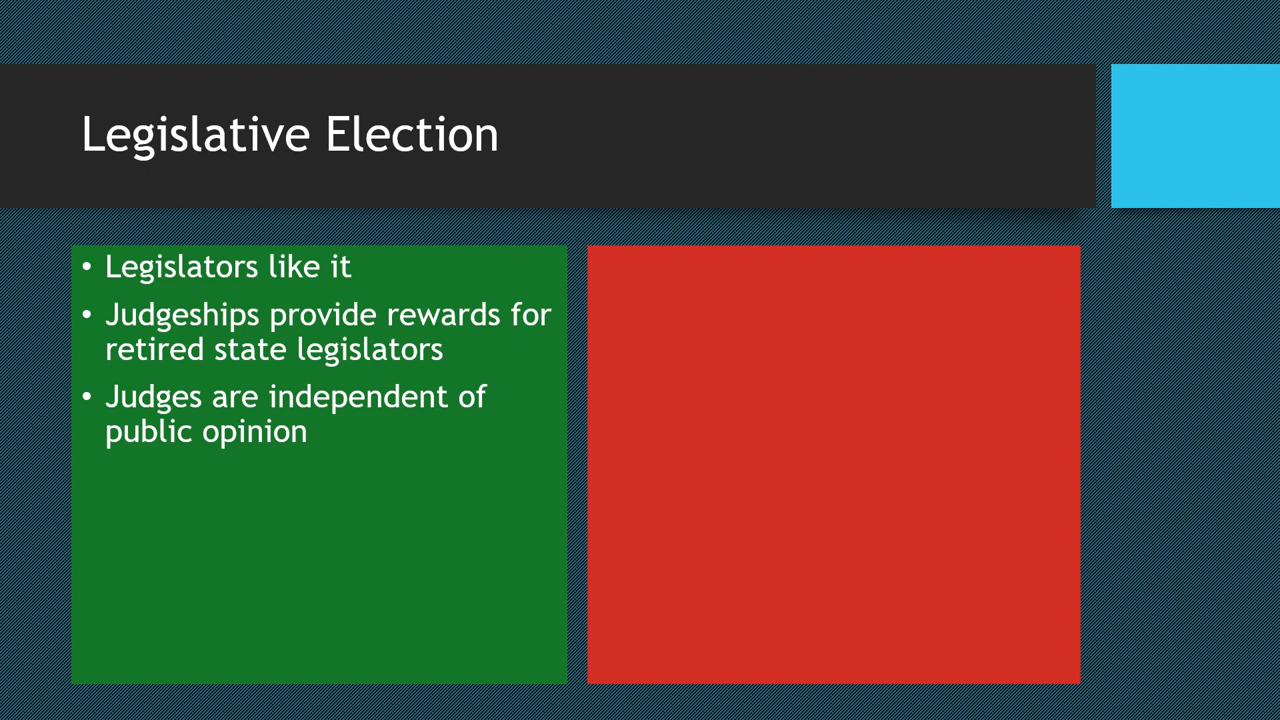 Legislative Election
• Legislators like it
• Judgeships provide rewards for
retired state legislators
• Judges are independent of
public opinion